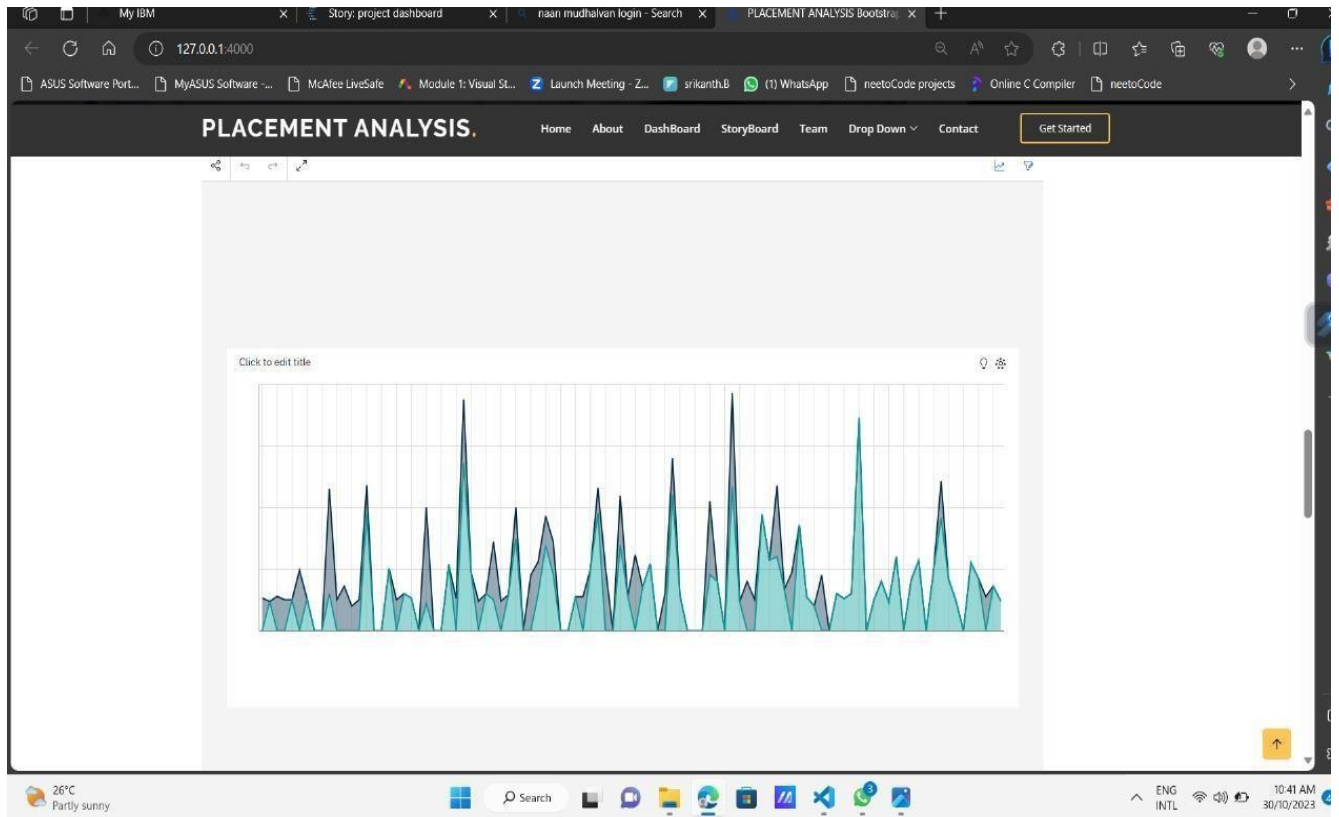 My IBM
Story: project dashboard
naan mudhalvan login - Search
PLACEMENT ANALYSIS Bootstrap
127.0.0.1:4000
ASUS Software Port...
MyASUS Software -...
McAfee LiveSafe
Module 1: Visual St...
Launch Meeting - Z...
srikanth.B
(1) WhatsApp
neetoCode projects
Online C Compiler
neetoCode
PLACEMENT ANALYSIS.
Home
About
DashBoard
StoryBoard
Team
Drop Down
Contact
Get Started
Click to edit title
26°C
Partly sunny
Search
3
ENG
INTL
10:41 AM
30/10/2023